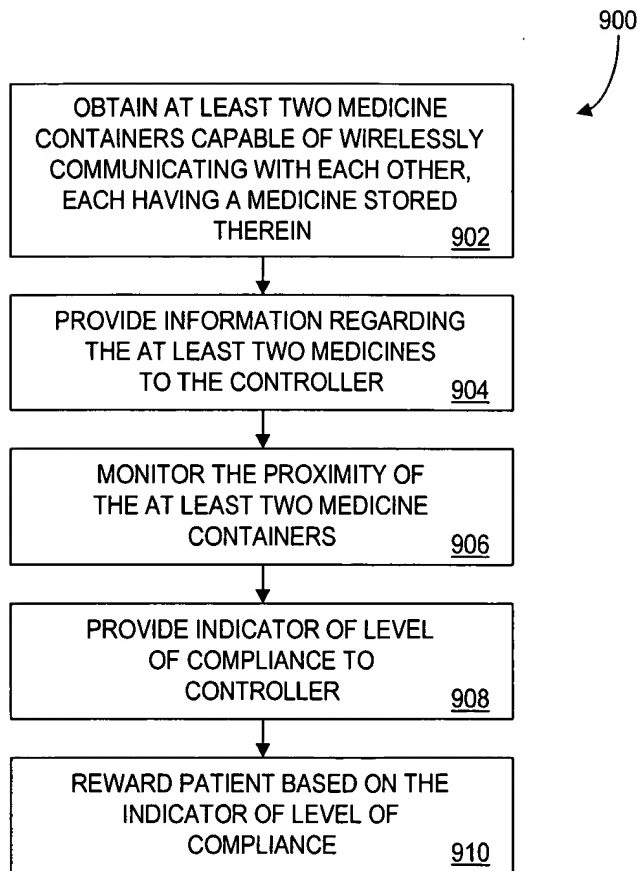 900
OBTAIN AT LEAST TWO MEDICINE
CONTAINERS CAPABLE OF WIRELESSLY
COMMUNICATING WITH EACH OTHER,
EACH HAVING A MEDICINE STORED
THEREIN
902
PROVIDE INFORMATION REGARDING
THE AT LEAST TWO MEDICINES
TO THE CONTROLLER
904
MONITOR THE PROXIMITY OF
THE AT LEAST TWO MEDICINE
CONTAINERS
906
PROVIDE INDICATOR OF LEVEL
OF COMPLIANCE TO
CONTROLLER
908
REWARD PATIENT BASED ON THE
INDICATOR OF LEVEL OF
COMPLIANCE
910